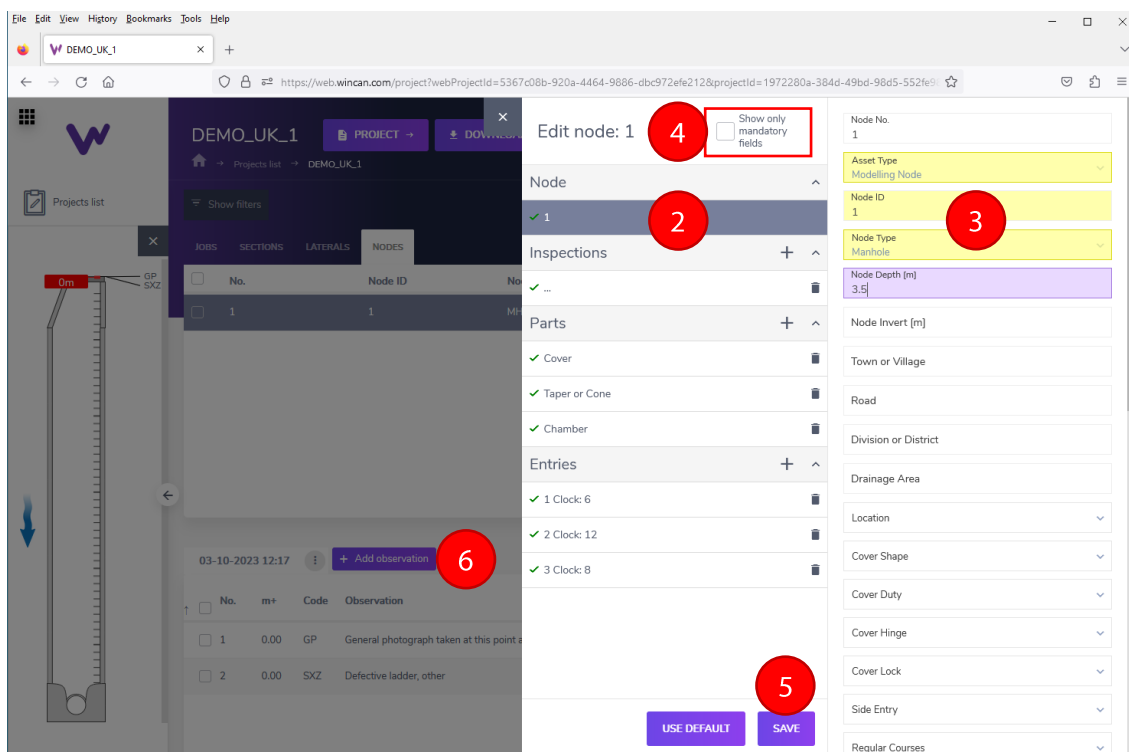 File Edit View History Bookmarks Tools Help
DEMO_UK_1
https://web.wincan.com/project?webProjectId=5367c08b-920a-4464-9886-dbc972efe212&projectId=1972280a-384d-49bd-98d5-552fe9
Projects list
0m
GP
SXZ
DEMO_UK_1
PROJECT →
DOWNLOA
→ Projects list → DEMO_UK_1
Show filters
JOBS SECTIONS LATERALS NODES
No. Node ID No
1 1 MH
03-10-2023 12:17
+ Add observation
6
No. m+ Code Observation
1 0.00 GP General photograph taken at this point a
2 0.00 SXZ Defective ladder, other
Edit node: 1
4
Show only
mandatory
fields
Node
1
2
Inspections
...
Parts
Cover
Taper or Cone
Chamber
Entries
1 Clock: 6
2 Clock: 12
3 Clock: 8
5
USE DEFAULT
SAVE
Node No.
1
Asset Type
Modelling Node
Node ID
1
3
Node Type
Manhole
Node Depth [m]
3.5
Node Invert [m]
Town or Village
Road
Division or District
Drainage Area
Location
Cover Shape
Cover Duty
Cover Hinge
Cover Lock
Side Entry
Regular Courses